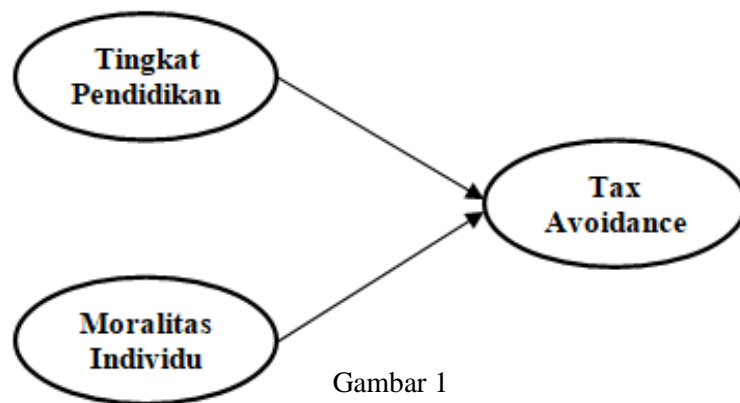 Tingkat
Pendidikan
Tax
Avoidance
Moralitas
Individu
Gambar 1